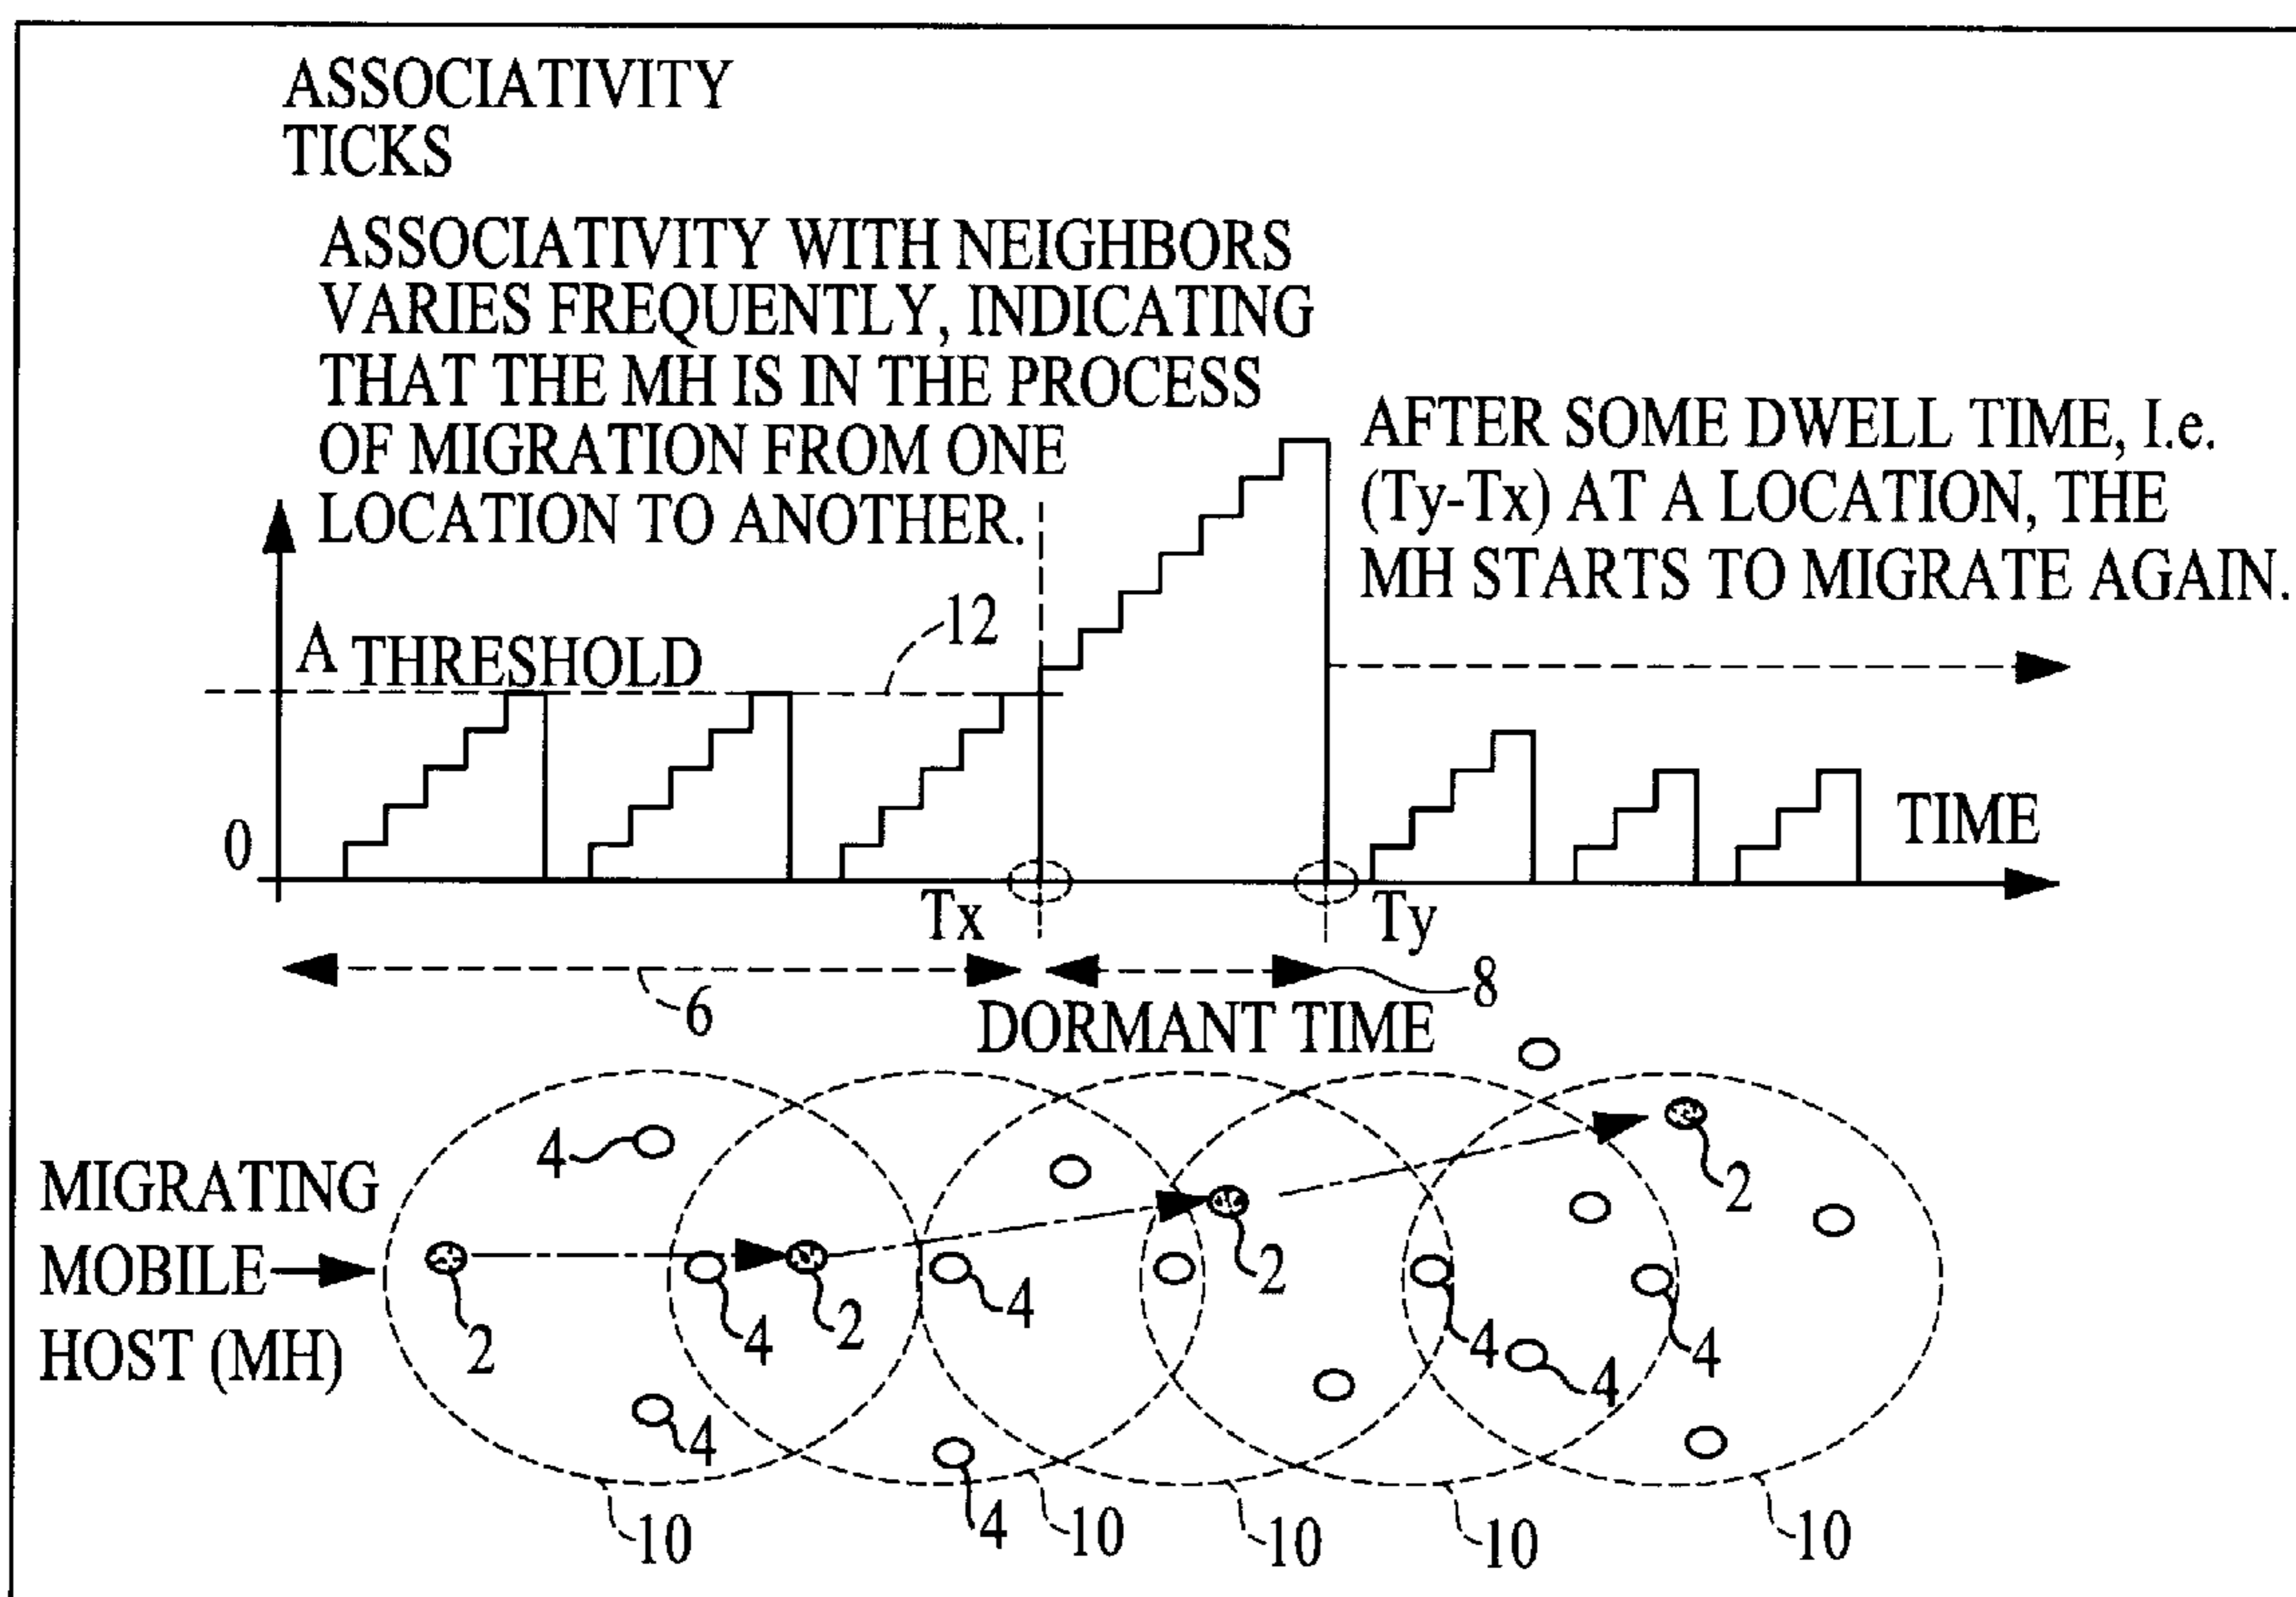 ASSOCIATIVITY
TICKS
ASSOCIATIVITY WITH NEIGHBORS
VARIES FREQUENTLY, INDICATING
THAT THE MH IS IN THE PROCESS
OF MIGRATION FROM ONE
LOCATION TO ANOTHER.
AFTER SOME DWELL TIME, I.e.
(Ty-Tx) AT A LOCATION, THE
MH STARTS TO MIGRATE AGAIN.
12
A THRESHOLD
0
TIME
Tx
Ty
6
8
DORMANT TIME
MIGRATING
MOBILE
HOST (MH)
4
2
4
2
4
2
4
4
4
2
4
4
10
10
10
10
10